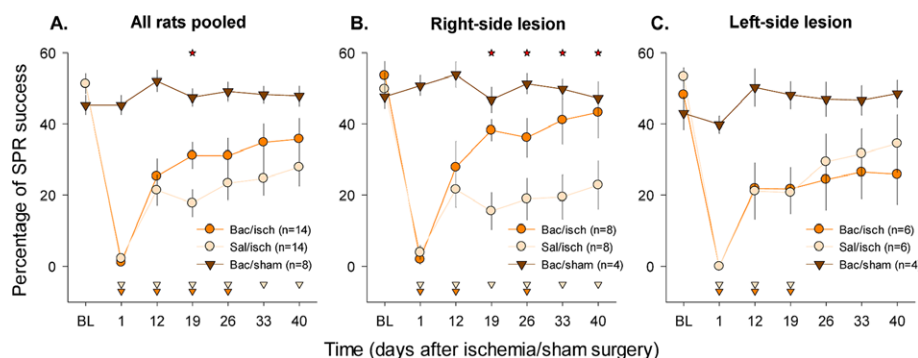 A. All rats pooled
B. Right-side lesion
C. Left-side lesion
Percentage of SPR success
60
40
20
0
Bac/isch (n=14)
Sal/isch (n=14)
Bac/sham (n=8)
BL 1 12 19 26 33 40
60
40
20
0
Bac/isch (n=8)
Sal/isch (n=8)
Bac/sham (n=4)
BL 1 12 19 26 33 40
60
40
20
0
Bac/isch (n=6)
Sal/isch (n=6)
Bac/sham (n=4)
BL 1 12 19 26 33 40
Time (days after ischemia/sham surgery)